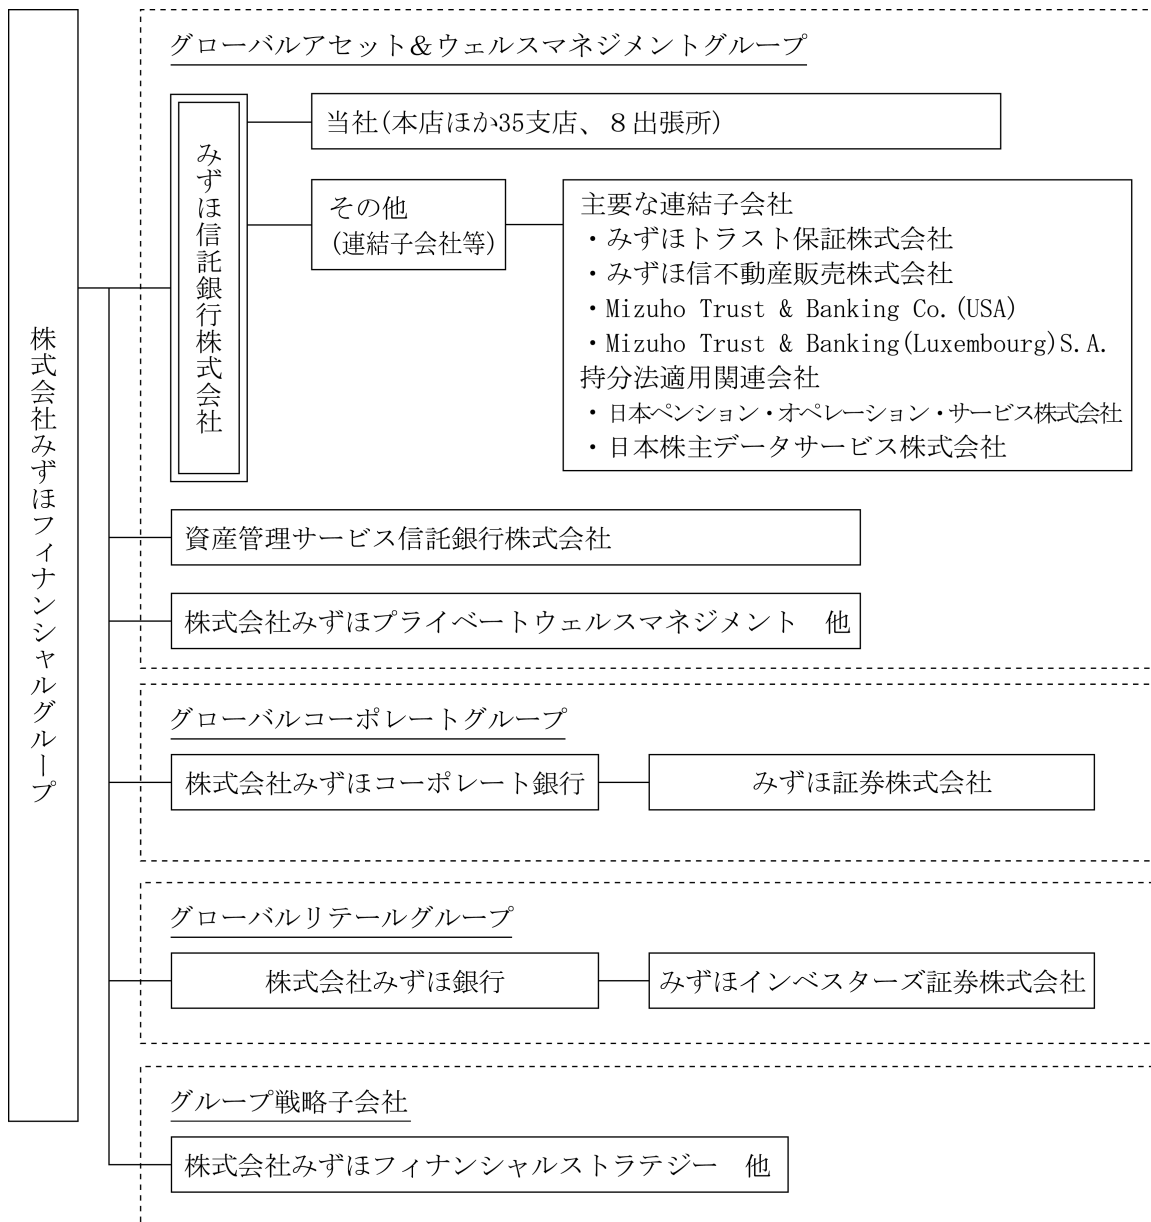 株式会社みずほフィナンシャルグループ
グローバルアセット＆ウェルスマネジメントグループ
みずほ信託銀行株式会社
当社(本店ほか35支店、８出張所)
その他
(連結子会社等)
主要な連結子会社
・みずほトラスト保証株式会社
・みずほ信不動産販売株式会社
・Mizuho Trust & Banking Co.(USA)
・Mizuho Trust & Banking(Luxembourg)S.A.
持分法適用関連会社
・日本ペンション・オペレーション・サービス株式会社
・日本株主データサービス株式会社
資産管理サービス信託銀行株式会社
株式会社みずほプライベートウェルスマネジメント　他
グローバルコーポレートグループ
株式会社みずほコーポレート銀行
みずほ証券株式会社
グローバルリテールグループ
株式会社みずほ銀行
みずほインベスターズ証券株式会社
グループ戦略子会社
株式会社みずほフィナンシャルストラテジー　他